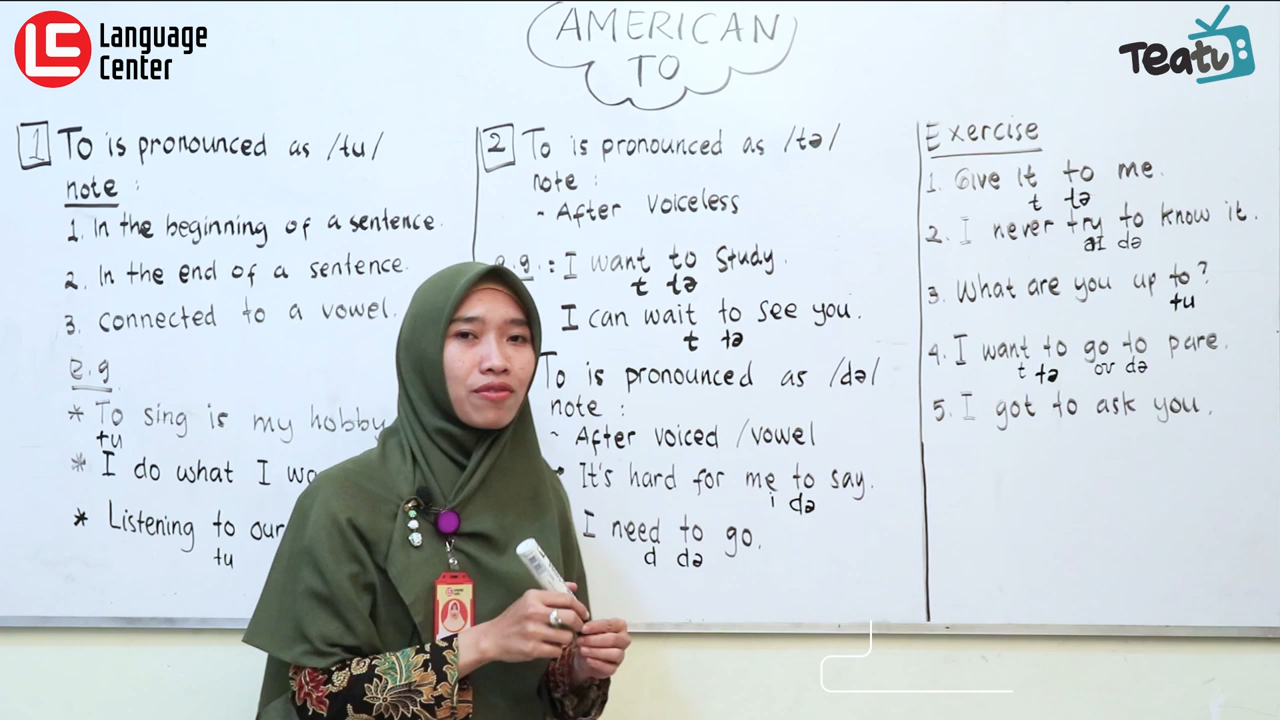 LC Language Center
TEATV
AMERICAN
TO
1 To is pronounced as /tu/
note :
1. In the beginning of a sentence.
2. In the end of a sentence.
3. connected to a vowel.
e.g
* To sing is my hobby
tu
* I do what I
* Listening to our
tu
2 To is pronounced as /tə/
note :
- After voiceless
e.g. : I want to study.
t tə
I can wait to see you.
t tə
To is pronounced as /də/
note :
- After voiced /vowel
It's hard for me to say.
i də
I need to go.
d də
Exercise
1. Give it to me.
t tə
2. I never try to know it.
aI də
3. What are you up to?
tu
4. I want to go to pare.
t tə oʊ də
5. I got to ask you.